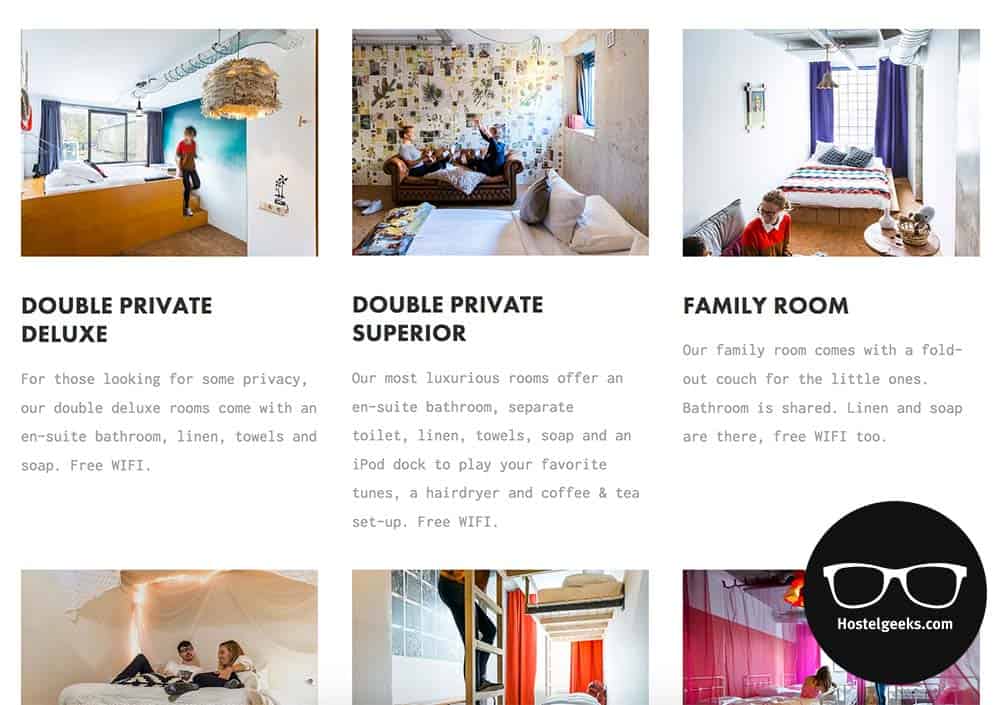 DOUBLE PRIVATE
DELUXE
For those looking for some privacy,
our double deluxe rooms come with an
en-suite bathroom, linen, towels and
soap. Free WIFI.
DOUBLE PRIVATE
SUPERIOR
Our most luxurious rooms offer an
en-suite bathroom, separate
toilet, linen, towels, soap and an
iPod dock to play your favorite
tunes, a hairdryer and coffee & tea
set-up. Free WIFI.
FAMILY ROOM
Our family room comes with a fold-
out couch for the little ones.
Bathroom is shared. Linen and soap
are there, free WIFI too.
Hostelgeeks.com